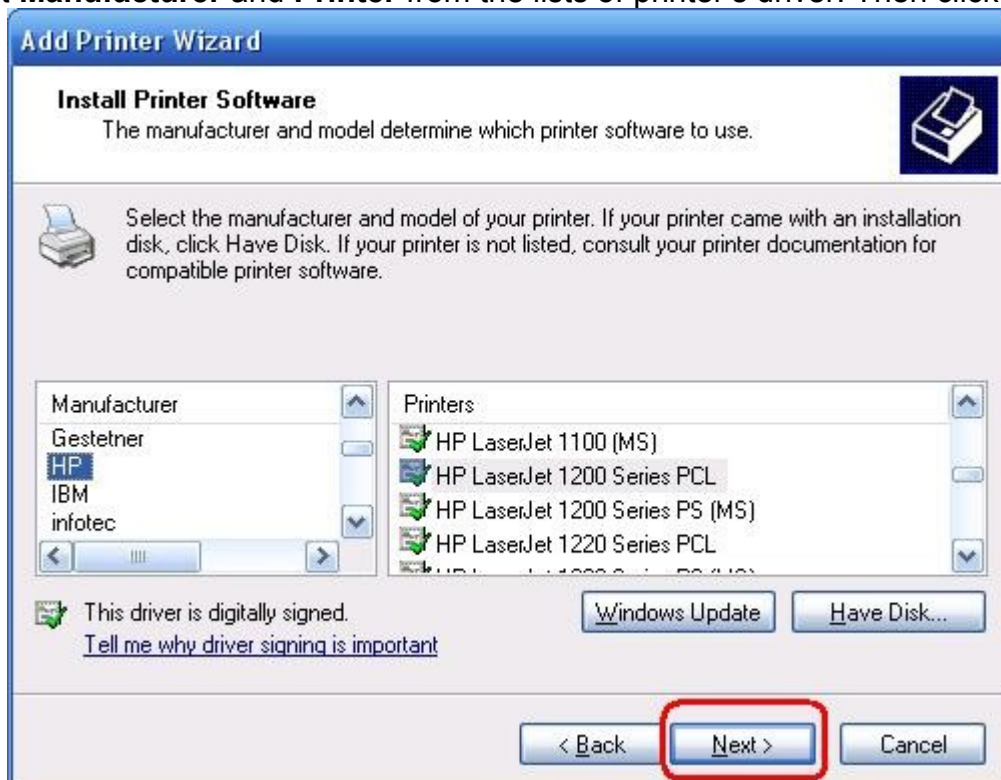 Manufacturer and Printer from the lists of printer's driver. Then click
Add Printer Wizard
Install Printer Software
The manufacturer and model determine which printer software to use.
Select the manufacturer and model of your printer. If your printer came with an installation
disk, click Have Disk. If your printer is not listed, consult your printer documentation for
compatible printer software.
Manufacturer
Gestetner
HP
IBM
infotec
Printers
HP LaserJet 1100 (MS)
HP LaserJet 1200 Series PCL
HP LaserJet 1200 Series PS (MS)
HP LaserJet 1220 Series PCL
This driver is digitally signed.
Tell me why driver signing is important
Windows Update
Have Disk...
< Back
Next >
Cancel